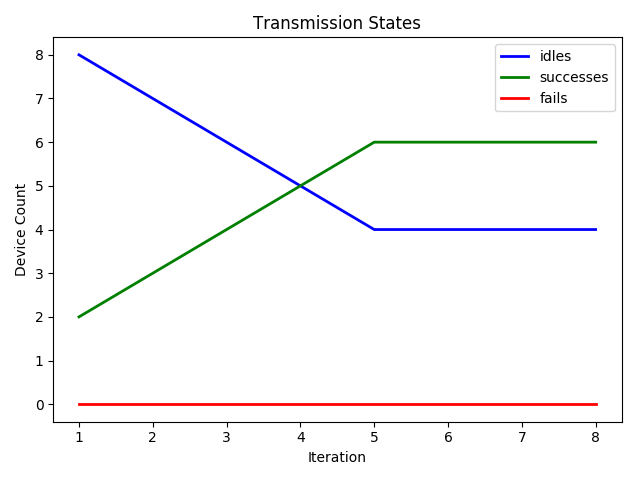 Transmission States
idles
successes
fails
Device Count
8
7
6
5
4
3
2
1
0
1 2 3 4 5 6 7 8
Iteration